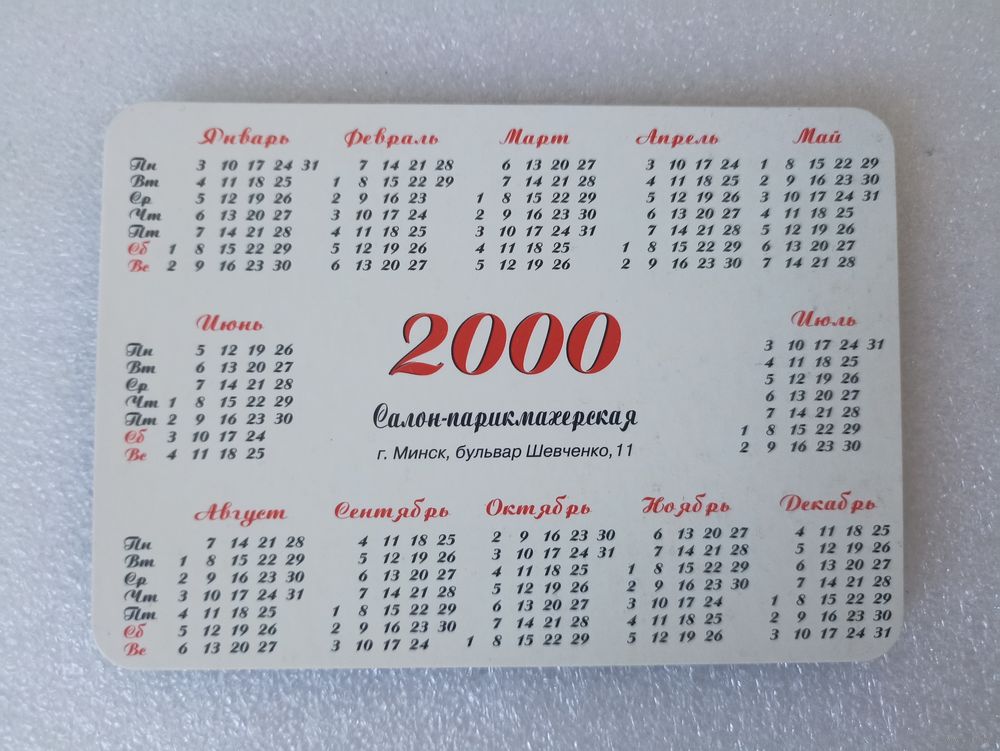 Январь Февраль Март Апрель Май
Пн 3 10 17 24 31 7 14 21 28 6 13 20 27 3 10 17 24 1 8 15 22 29
Вт 4 11 18 25 1 8 15 22 29 7 14 21 28 4 11 18 25 2 9 16 23 30
Ср 5 12 19 26 2 9 16 23 1 8 15 22 29 5 12 19 26 3 10 17 24 31
Чт 6 13 20 27 3 10 17 24 2 9 16 23 30 6 13 20 27 4 11 18 25
Пт 7 14 21 28 4 11 18 25 3 10 17 24 31 7 14 21 28 5 12 19 26
Сб 1 8 15 22 29 5 12 19 26 4 11 18 25 1 8 15 22 29 6 13 20 27
Вс 2 9 16 23 30 6 13 20 27 5 12 19 26 2 9 16 23 30 7 14 21 28
Июнь 2000 Июль
Пн 5 12 19 26 3 10 17 24 31
Вт 6 13 20 27 4 11 18 25
Ср 7 14 21 28 5 12 19 26
Чт 1 8 15 22 29 6 13 20 27
Пт 2 9 16 23 30 7 14 21 28
Сб 3 10 17 24 1 8 15 22 29
Вс 4 11 18 25 2 9 16 23 30
Салон-парикмахерская
г. Минск, бульвар Шевченко,11
Август Сентябрь Октябрь Ноябрь Декабрь
Пн 7 14 21 28 4 11 18 25 2 9 16 23 30 6 13 20 27 4 11 18 25
Вт 1 8 15 22 29 5 12 19 26 3 10 17 24 31 7 14 21 28 5 12 19 26
Ср 2 9 16 23 30 6 13 20 27 4 11 18 25 1 8 15 22 29 6 13 20 27
Чт 3 10 17 24 31 7 14 21 28 5 12 19 26 2 9 16 23 30 7 14 21 28
Пт 4 11 18 25 1 8 15 22 29 6 13 20 27 3 10 17 24 1 8 15 22 29
Сб 5 12 19 26 2 9 16 23 30 7 14 21 28 4 11 18 25 2 9 16 23 30
Вс 6 13 20 27 3 10 17 24 1 8 15 22 29 5 12 19 26 3 10 17 24 31